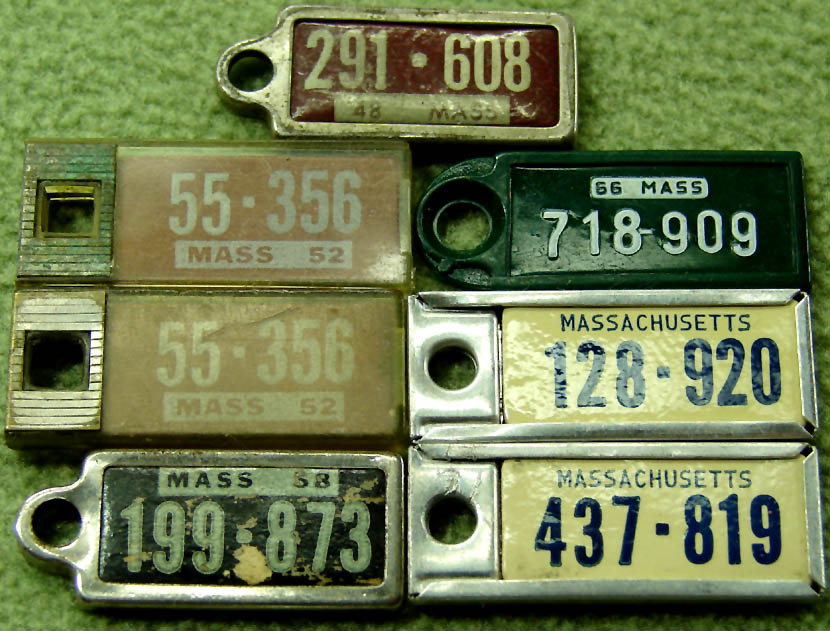 291·608
48 MASS
55·356
MASS 52
66 MASS
718-909
55·356
MASS 52
MASSACHUSETTS
128·920
MASS 58
199·873
MASSACHUSETTS
437·819